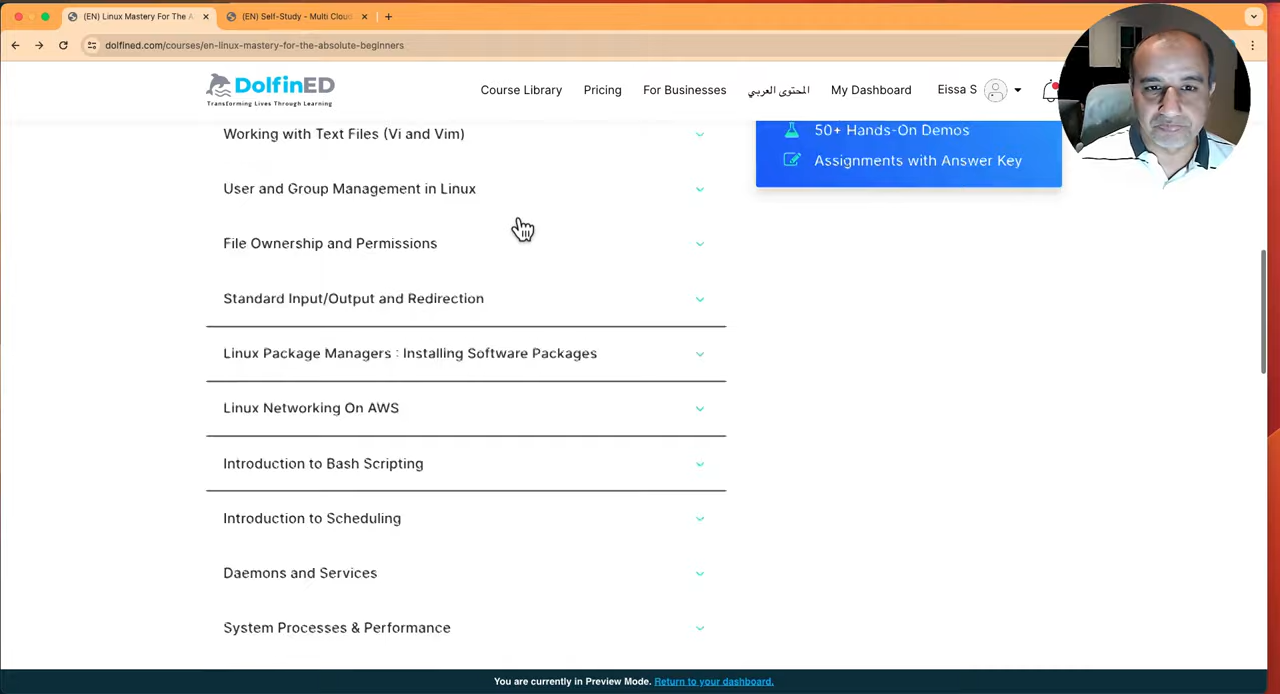 (EN) Linux Mastery For The A
(EN) Self-Study - Multi Cloud
dolfined.com/courses/en-linux-mastery-for-the-absolute-beginners
DolfinED
Transforming Lives Through Learning
Course Library
Pricing
For Businesses
المحتوى العربي
My Dashboard
Eissa S
50+ Hands-On Demos
Assignments with Answer Key
Working with Text Files (Vi and Vim)
User and Group Management in Linux
File Ownership and Permissions
Standard Input/Output and Redirection
Linux Package Managers : Installing Software Packages
Linux Networking On AWS
Introduction to Bash Scripting
Introduction to Scheduling
Daemons and Services
System Processes & Performance
You are currently in Preview Mode. Return to your dashboard.